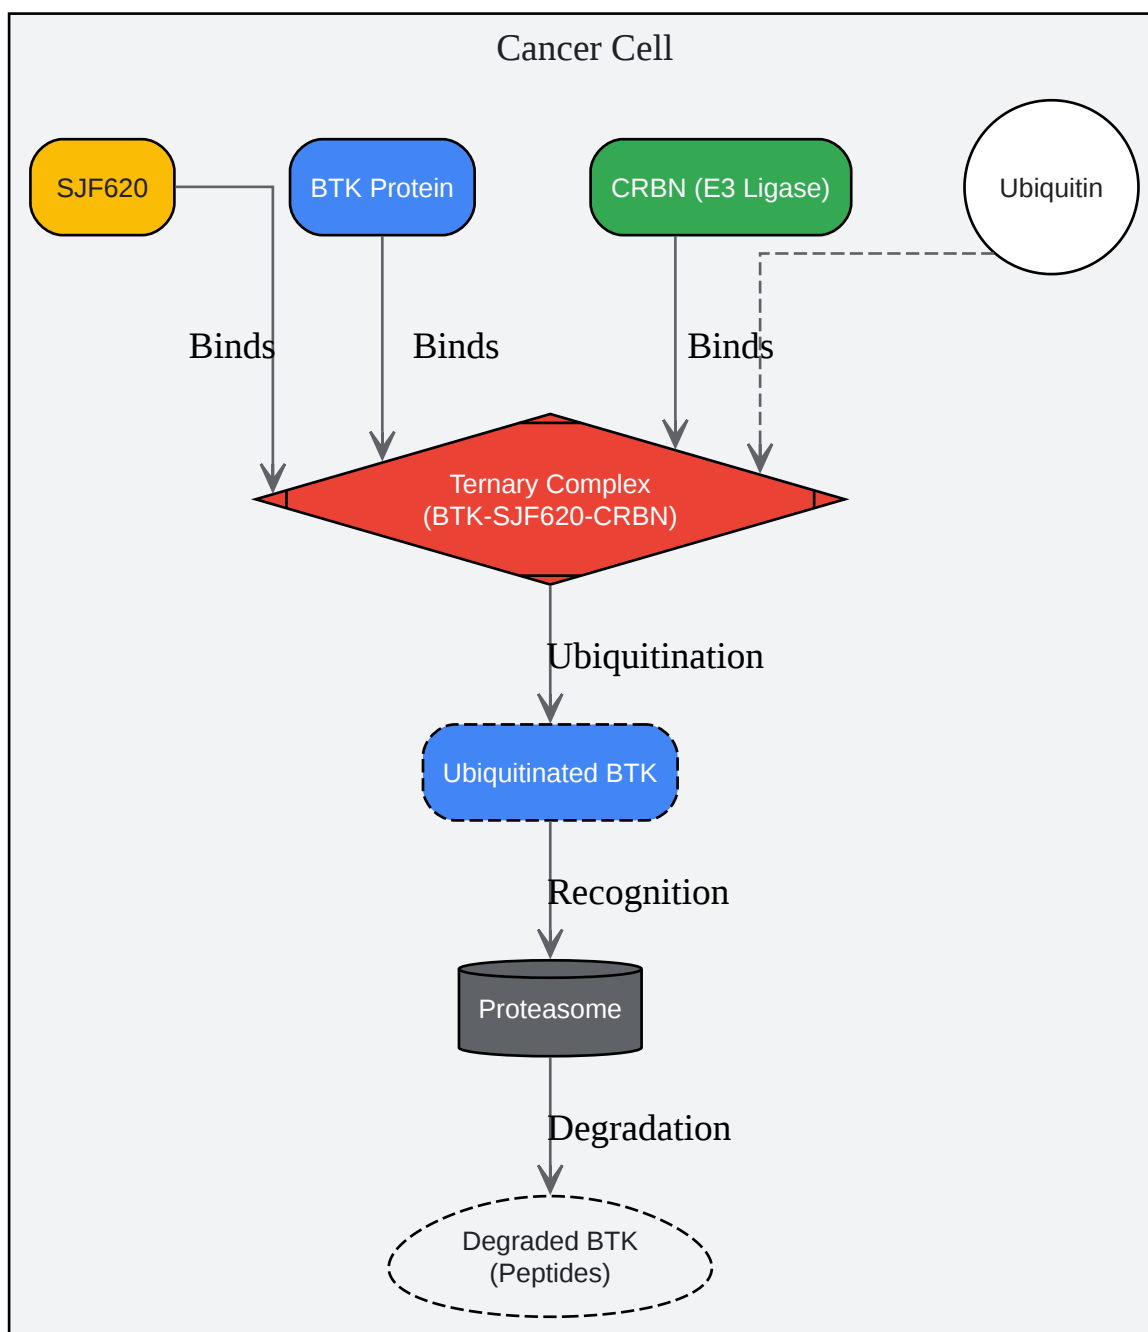 Cancer Cell
SJF620
BTK Protein
CRBN (E3 Ligase)
Ubiquitin
Binds
Binds
Binds
Ternary Complex
(BTK-SJF620-CRBN)
Ubiquitination
Ubiquitinated BTK
Recognition
Proteasome
Degradation
Degraded BTK
(Peptides)